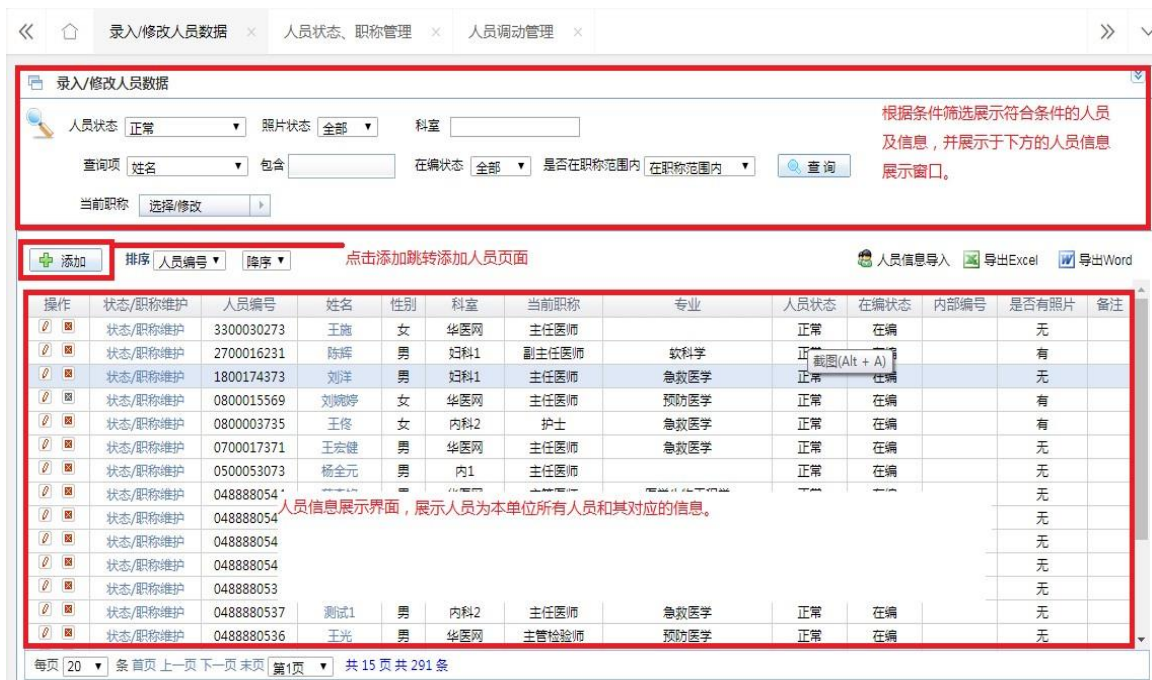 录入/修改人员数据 × 人员状态、职称管理 × 人员调动管理 ×
录入/修改人员数据
人员状态 正常 照片状态 全部 科室
查询项 姓名 包含 在编状态 全部 是否在职称范围内 在职称范围内 查询
当前职称 选择/修改
根据条件筛选展示符合条件的人员
及信息，并展示于下方的人员信息
展示窗口。
添加 排序 人员编号 降序 点击添加跳转添加人员页面 人员信息导入 导出Excel 导出Word
操作 状态/职称维护 人员编号 姓名 性别 科室 当前职称 专业 人员状态 在编状态 内部编号 是否有照片 备注
状态/职称维护 3300030273 王施 女 华医网 主任医师 正常 在编 无
状态/职称维护 2700016231 陈辉 男 妇科1 副主任医师 软科学 有
截图(Alt + A)
状态/职称维护 1800174373 刘洋 男 妇科1 主任医师 急救医学 正常 在编 无
状态/职称维护 0800015569 刘婉婷 女 华医网 主任医师 预防医学 正常 在编 有
状态/职称维护 0800003735 王佟 女 内科2 护士 急救医学 正常 在编 有
状态/职称维护 0700017371 王宏健 男 华医网 主任医师 急救医学 正常 在编 无
状态/职称维护 0500053073 杨全元 男 内1 主任医师 正常 在编 无
状态/职称维护 048888054 无
人员信息展示界面，展示人员为本单位所有人员和其对应的信息。
状态/职称维护 048888054 无
状态/职称维护 048888054 无
状态/职称维护 048888054 无
状态/职称维护 048888053 无
状态/职称维护 0488880537 测试1 男 内科2 主任医师 急救医学 正常 在编 无
状态/职称维护 0488880536 王光 男 华医网 主管检验师 预防医学 正常 在编 无
每页 20 条 首页 上一页 下一页 末页 第1页 共 15 页 共 291 条